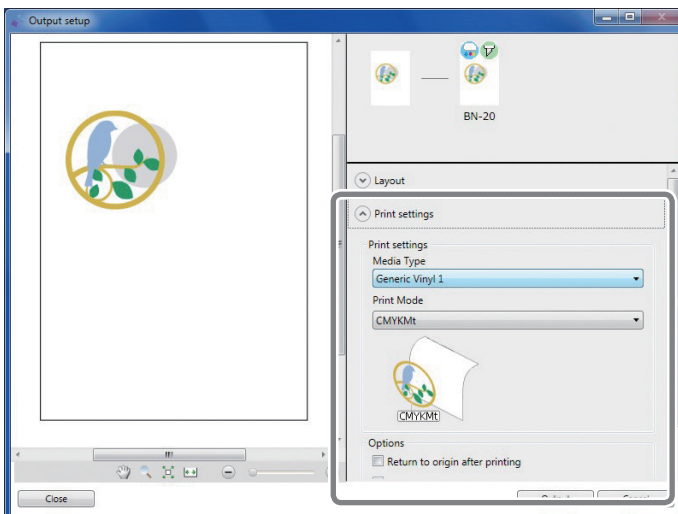 Output setup
BN-20
Layout
Print settings
Print settings
Media Type
Generic Vinyl 1
Print Mode
CMYKMt
CMYKMt
Options
Return to origin after printing
Close